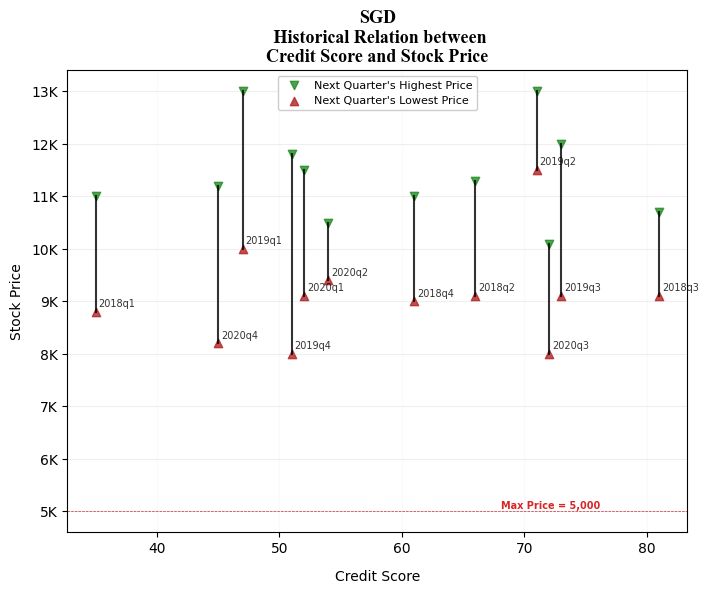 SGD
Historical Relation between
Credit Score and Stock Price
Next Quarter's Highest Price
Next Quarter's Lowest Price
13K
12K
11K
10K
9K
8K
7K
6K
5K
Stock Price
2019q2
2019q1
2020q2
2020q1
2018q2
2019q3
2018q3
2018q4
2018q1
2020q4
2019q4
2020q3
Max Price = 5,000
40
50
60
70
80
Credit Score